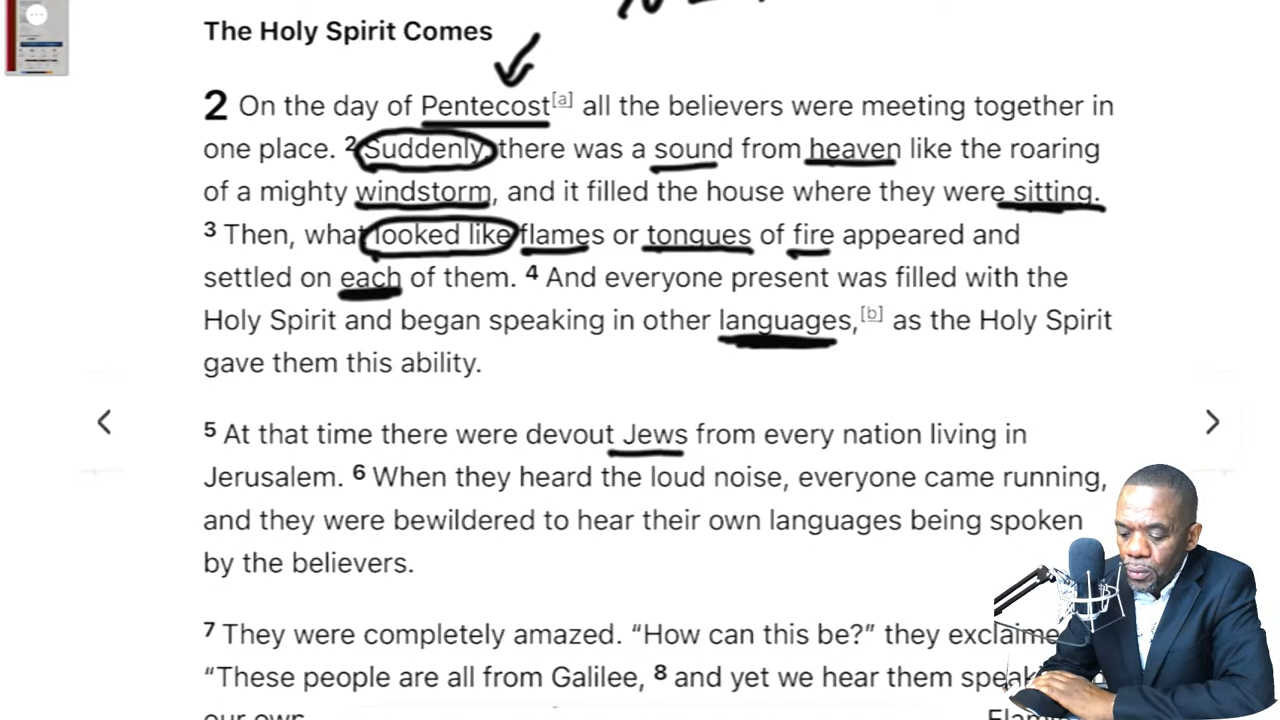 The Holy Spirit Comes
2 On the day of Pentecost[a] all the believers were meeting together in
one place. 2 Suddenly, there was a sound from heaven like the roaring
of a mighty windstorm, and it filled the house where they were sitting.
3 Then, what looked like flames or tongues of fire appeared and
settled on each of them. 4 And everyone present was filled with the
Holy Spirit and began speaking in other languages,[b] as the Holy Spirit
gave them this ability.
5 At that time there were devout Jews from every nation living in
Jerusalem. 6 When they heard the loud noise, everyone came running,
and they were bewildered to hear their own languages being spoken
by the believers.
7 They were completely amazed. “How can this be?” they exclaime
“These people are all from Galilee, 8 and yet we hear them speak
our own